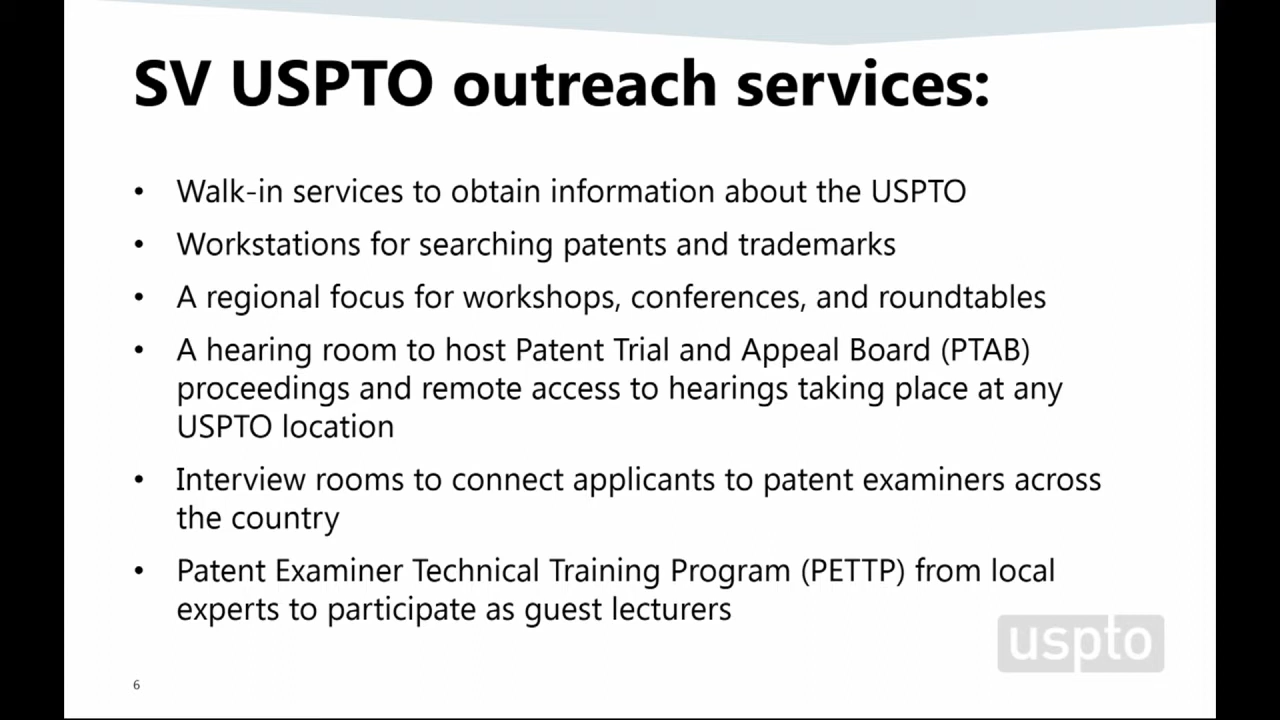 SV USPTO outreach services:
• Walk-in services to obtain information about the USPTO
• Workstations for searching patents and trademarks
• A regional focus for workshops, conferences, and roundtables
• A hearing room to host Patent Trial and Appeal Board (PTAB)
proceedings and remote access to hearings taking place at any
USPTO location
• Interview rooms to connect applicants to patent examiners across
the country
• Patent Examiner Technical Training Program (PETTP) from local
experts to participate as guest lecturers
uspto
6